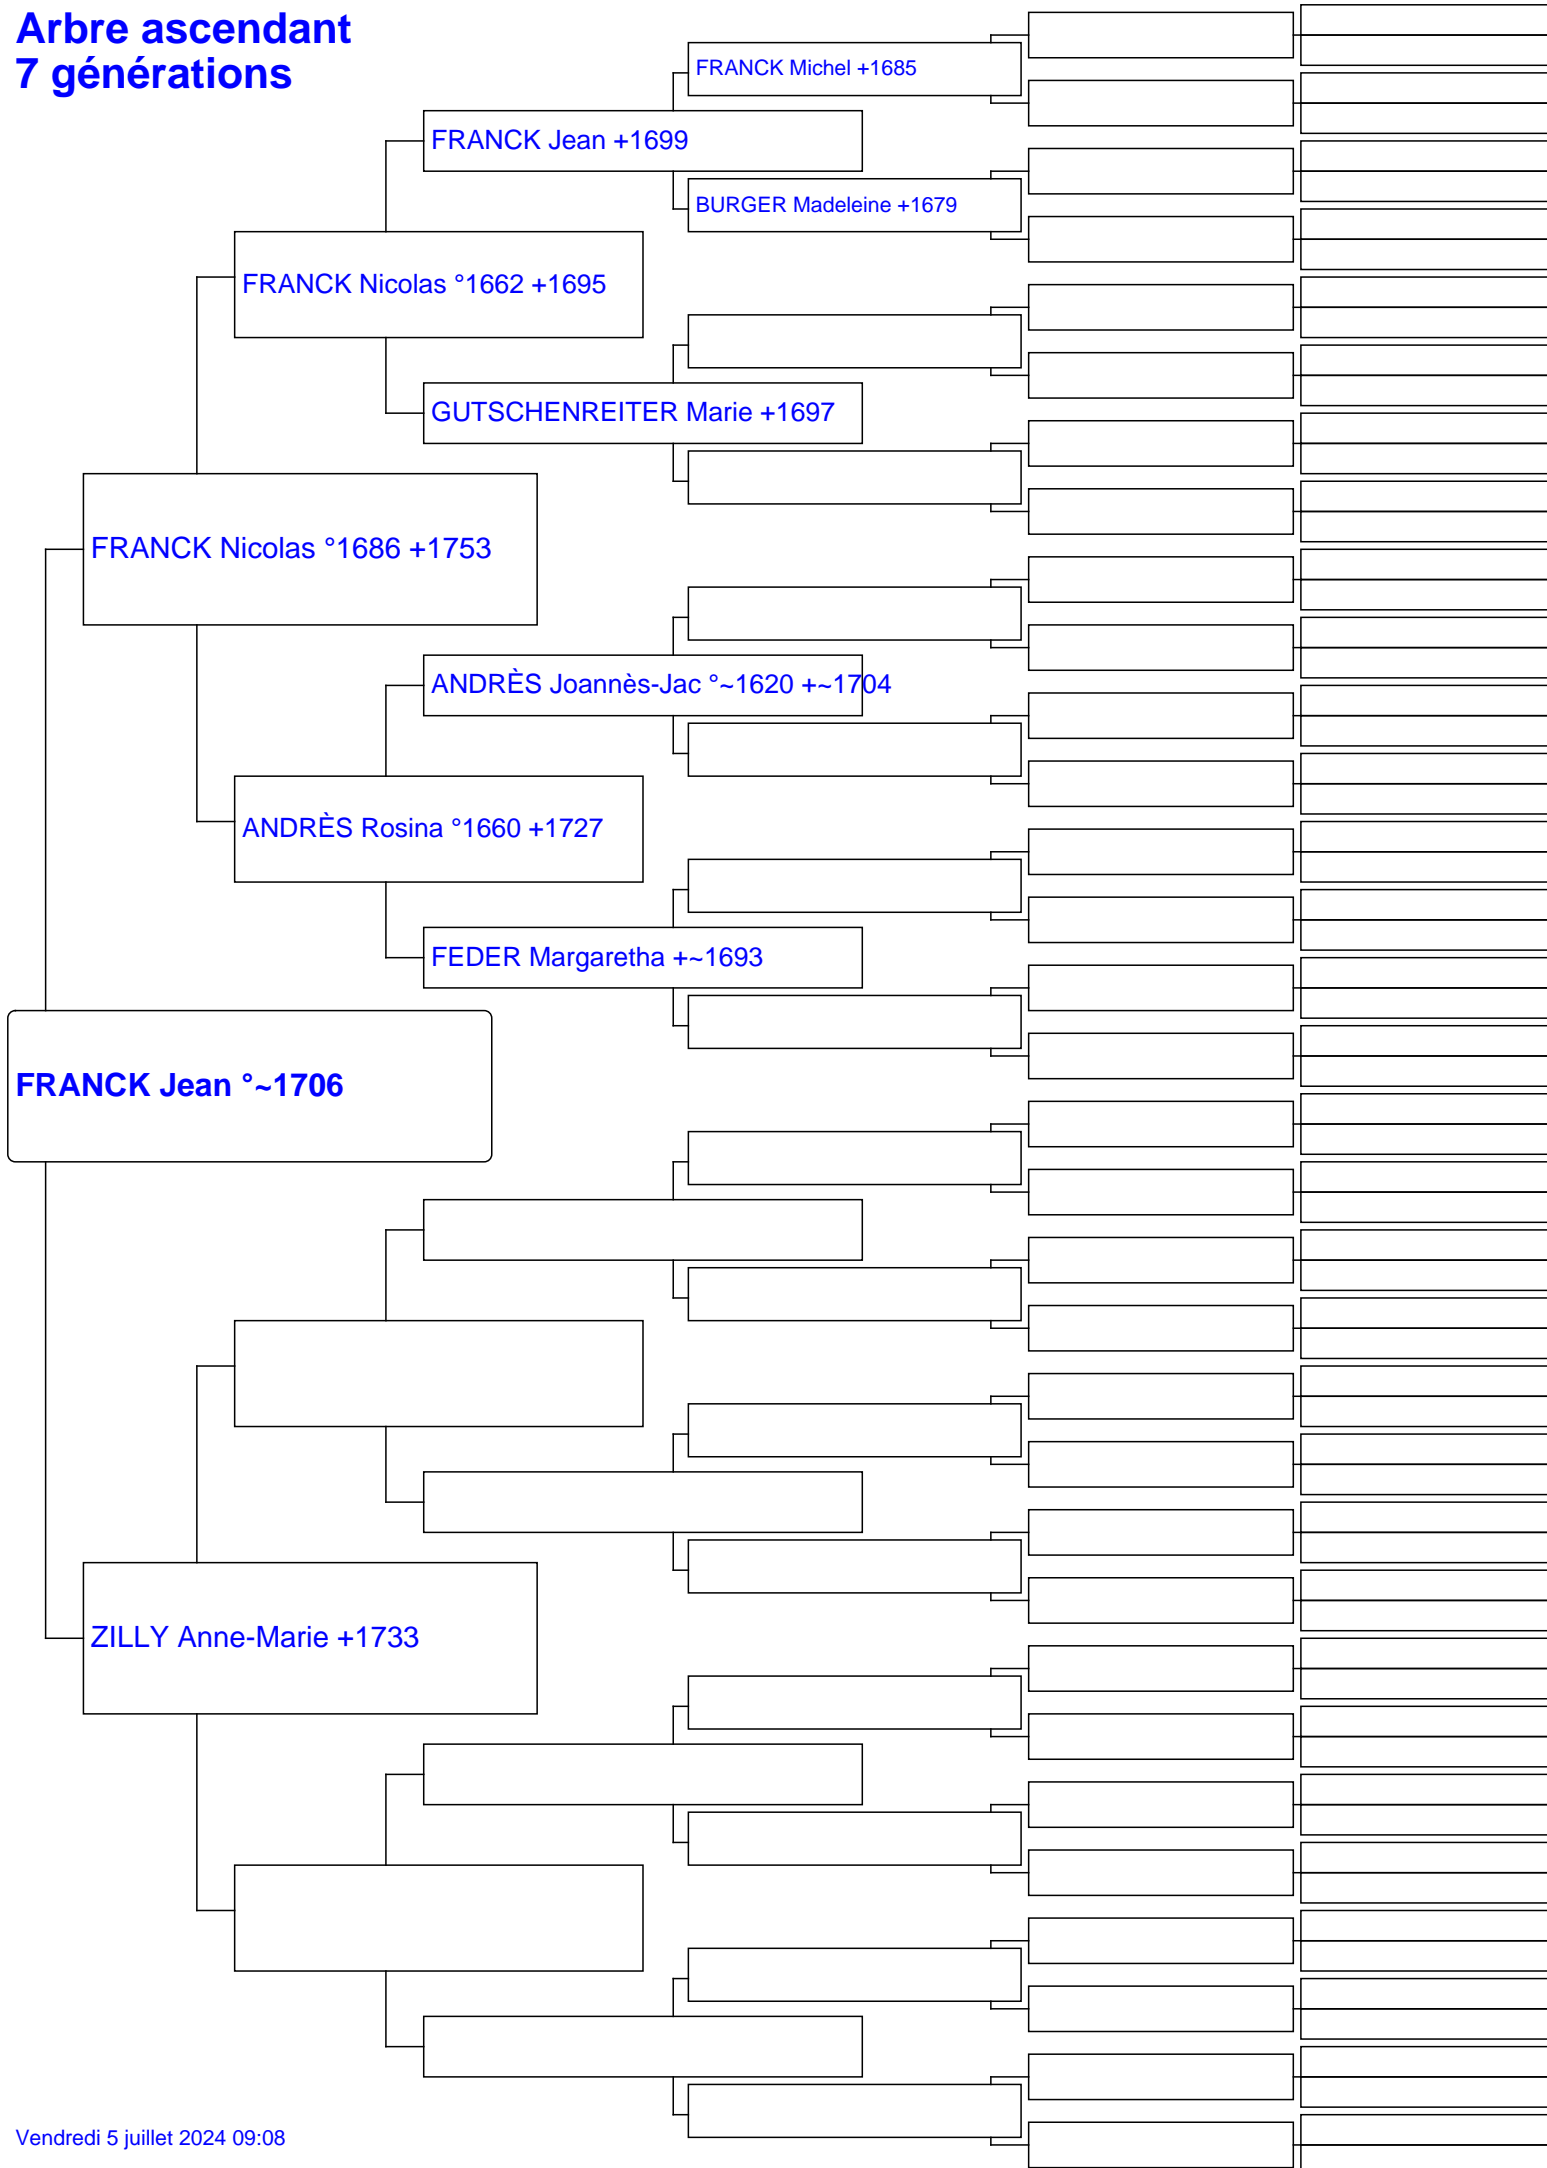 Arbre ascendant
7 générations
FRANCK Michel +1685
FRANCK Jean +1699
BURGER Madeleine +1679
FRANCK Nicolas °1662 +1695
GUTSCHENREITER Marie +1697
FRANCK Nicolas °1686 +1753
ANDRÈS Joannès-Jac °~1620 +~1704
ANDRÈS Rosina °1660 +1727
FEDER Margaretha +~1693
FRANCK Jean °~1706
ZILLY Anne-Marie +1733
Vendredi 5 juillet 2024 09:08